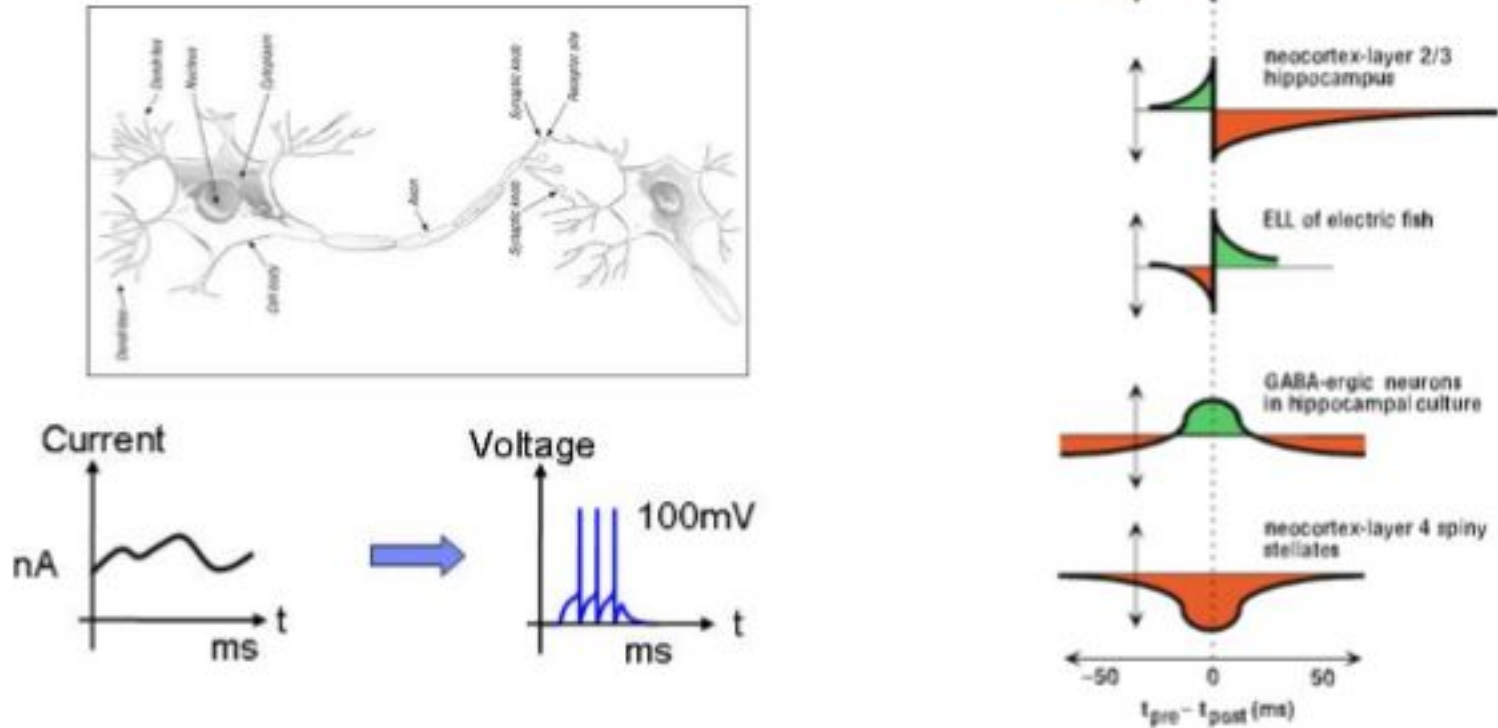 Dendrites
Nucleus
Cytoplasm
Synaptic knob
Receptor site
Axon
Synaptic knob
Cell body
Dendrites
Current
nA
t
ms
Voltage
100mV
t
ms
neocortex-layer 2/3
hippocampus
ELL of electric fish
GABA-ergic neurons
in hippocampal culture
neocortex-layer 4 spiny
stellates
-50 0 50
tpre - tpost (ms)